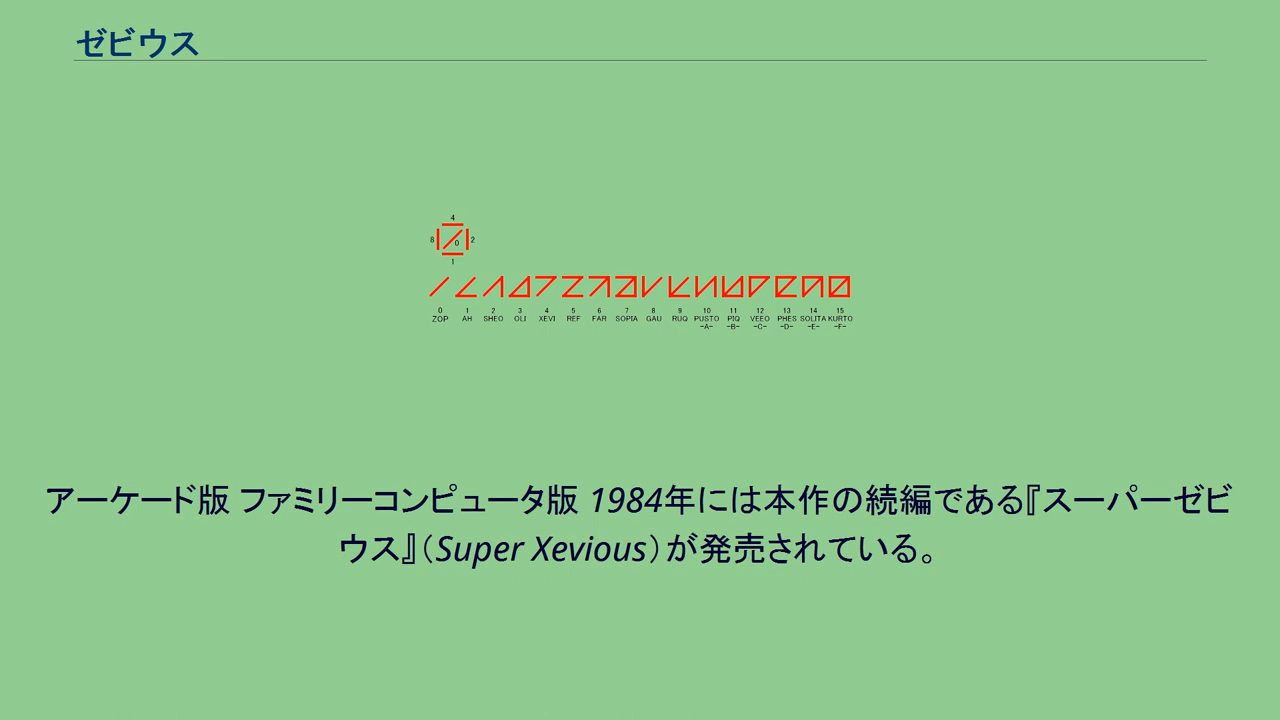 ゼビウス
4
8 0 2
1
0 1 2 3 4 5 6 7 8 9 10 11 12 13 14 15
ZOP AH SHEO OLI XEVI REF FAR SOPIA GAU RUQ PUSTO PIQ VEEO PHES SOLITA KURTO
-A- -B- -C- -D- -E- -F-
アーケード版 ファミリーコンピュータ版 1984年には本作の続編である『スーパーゼビ
ウス』（Super Xevious）が発売されている。